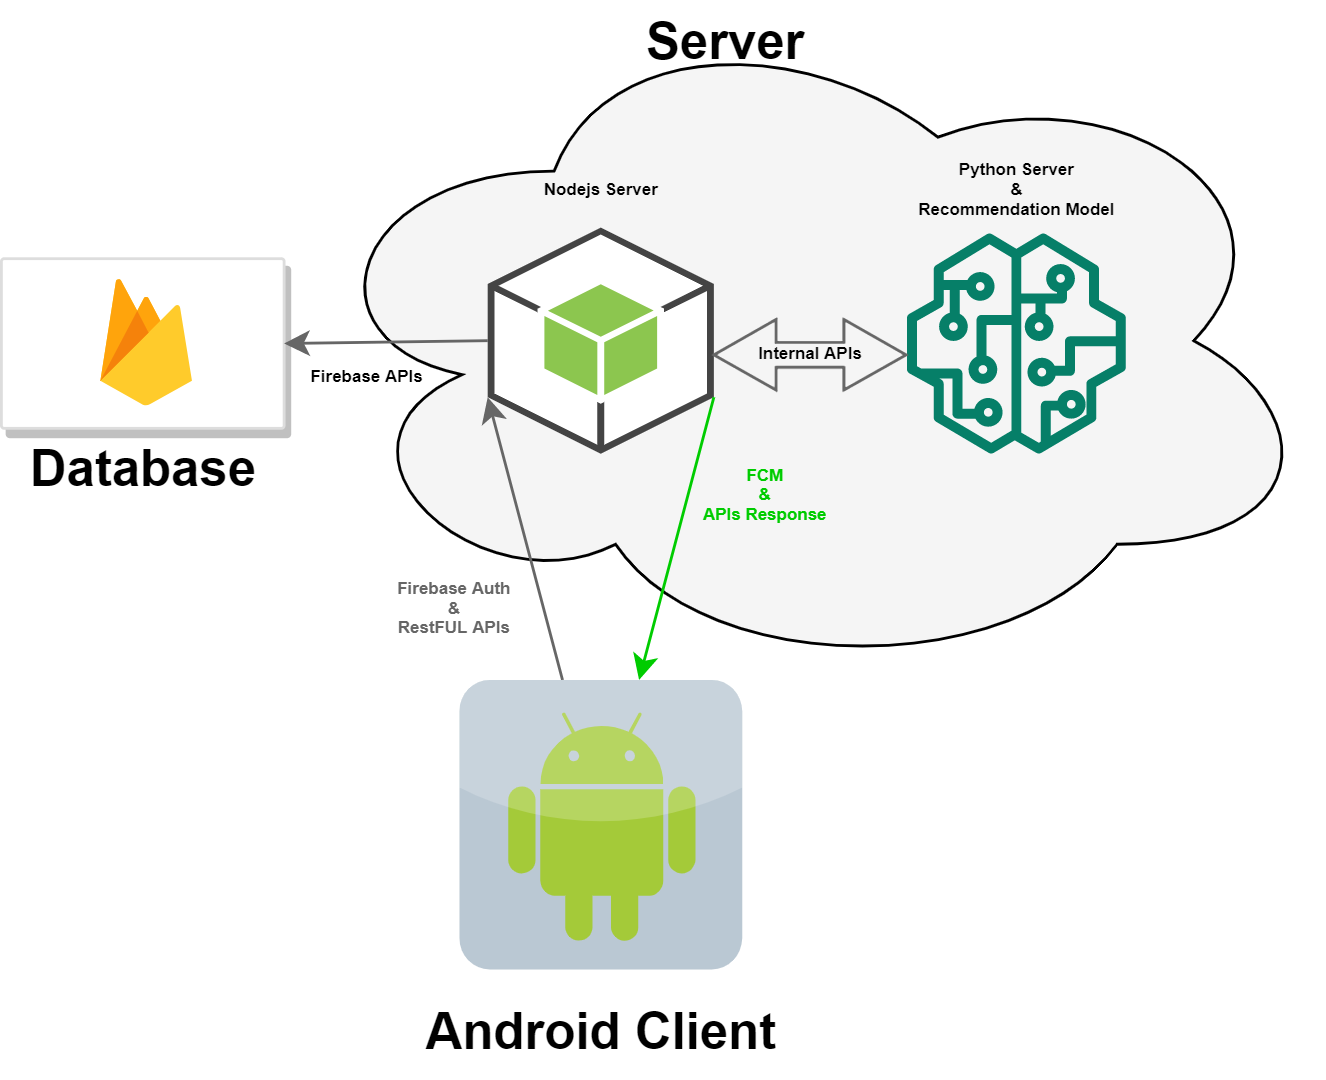 Server
Nodejs Server
Python Server
&
Recommendation Model
Internal APIs
Firebase APIs
Database
FCM
&
APIs Response
Firebase Auth
&
RestFUL APIs
Android Client